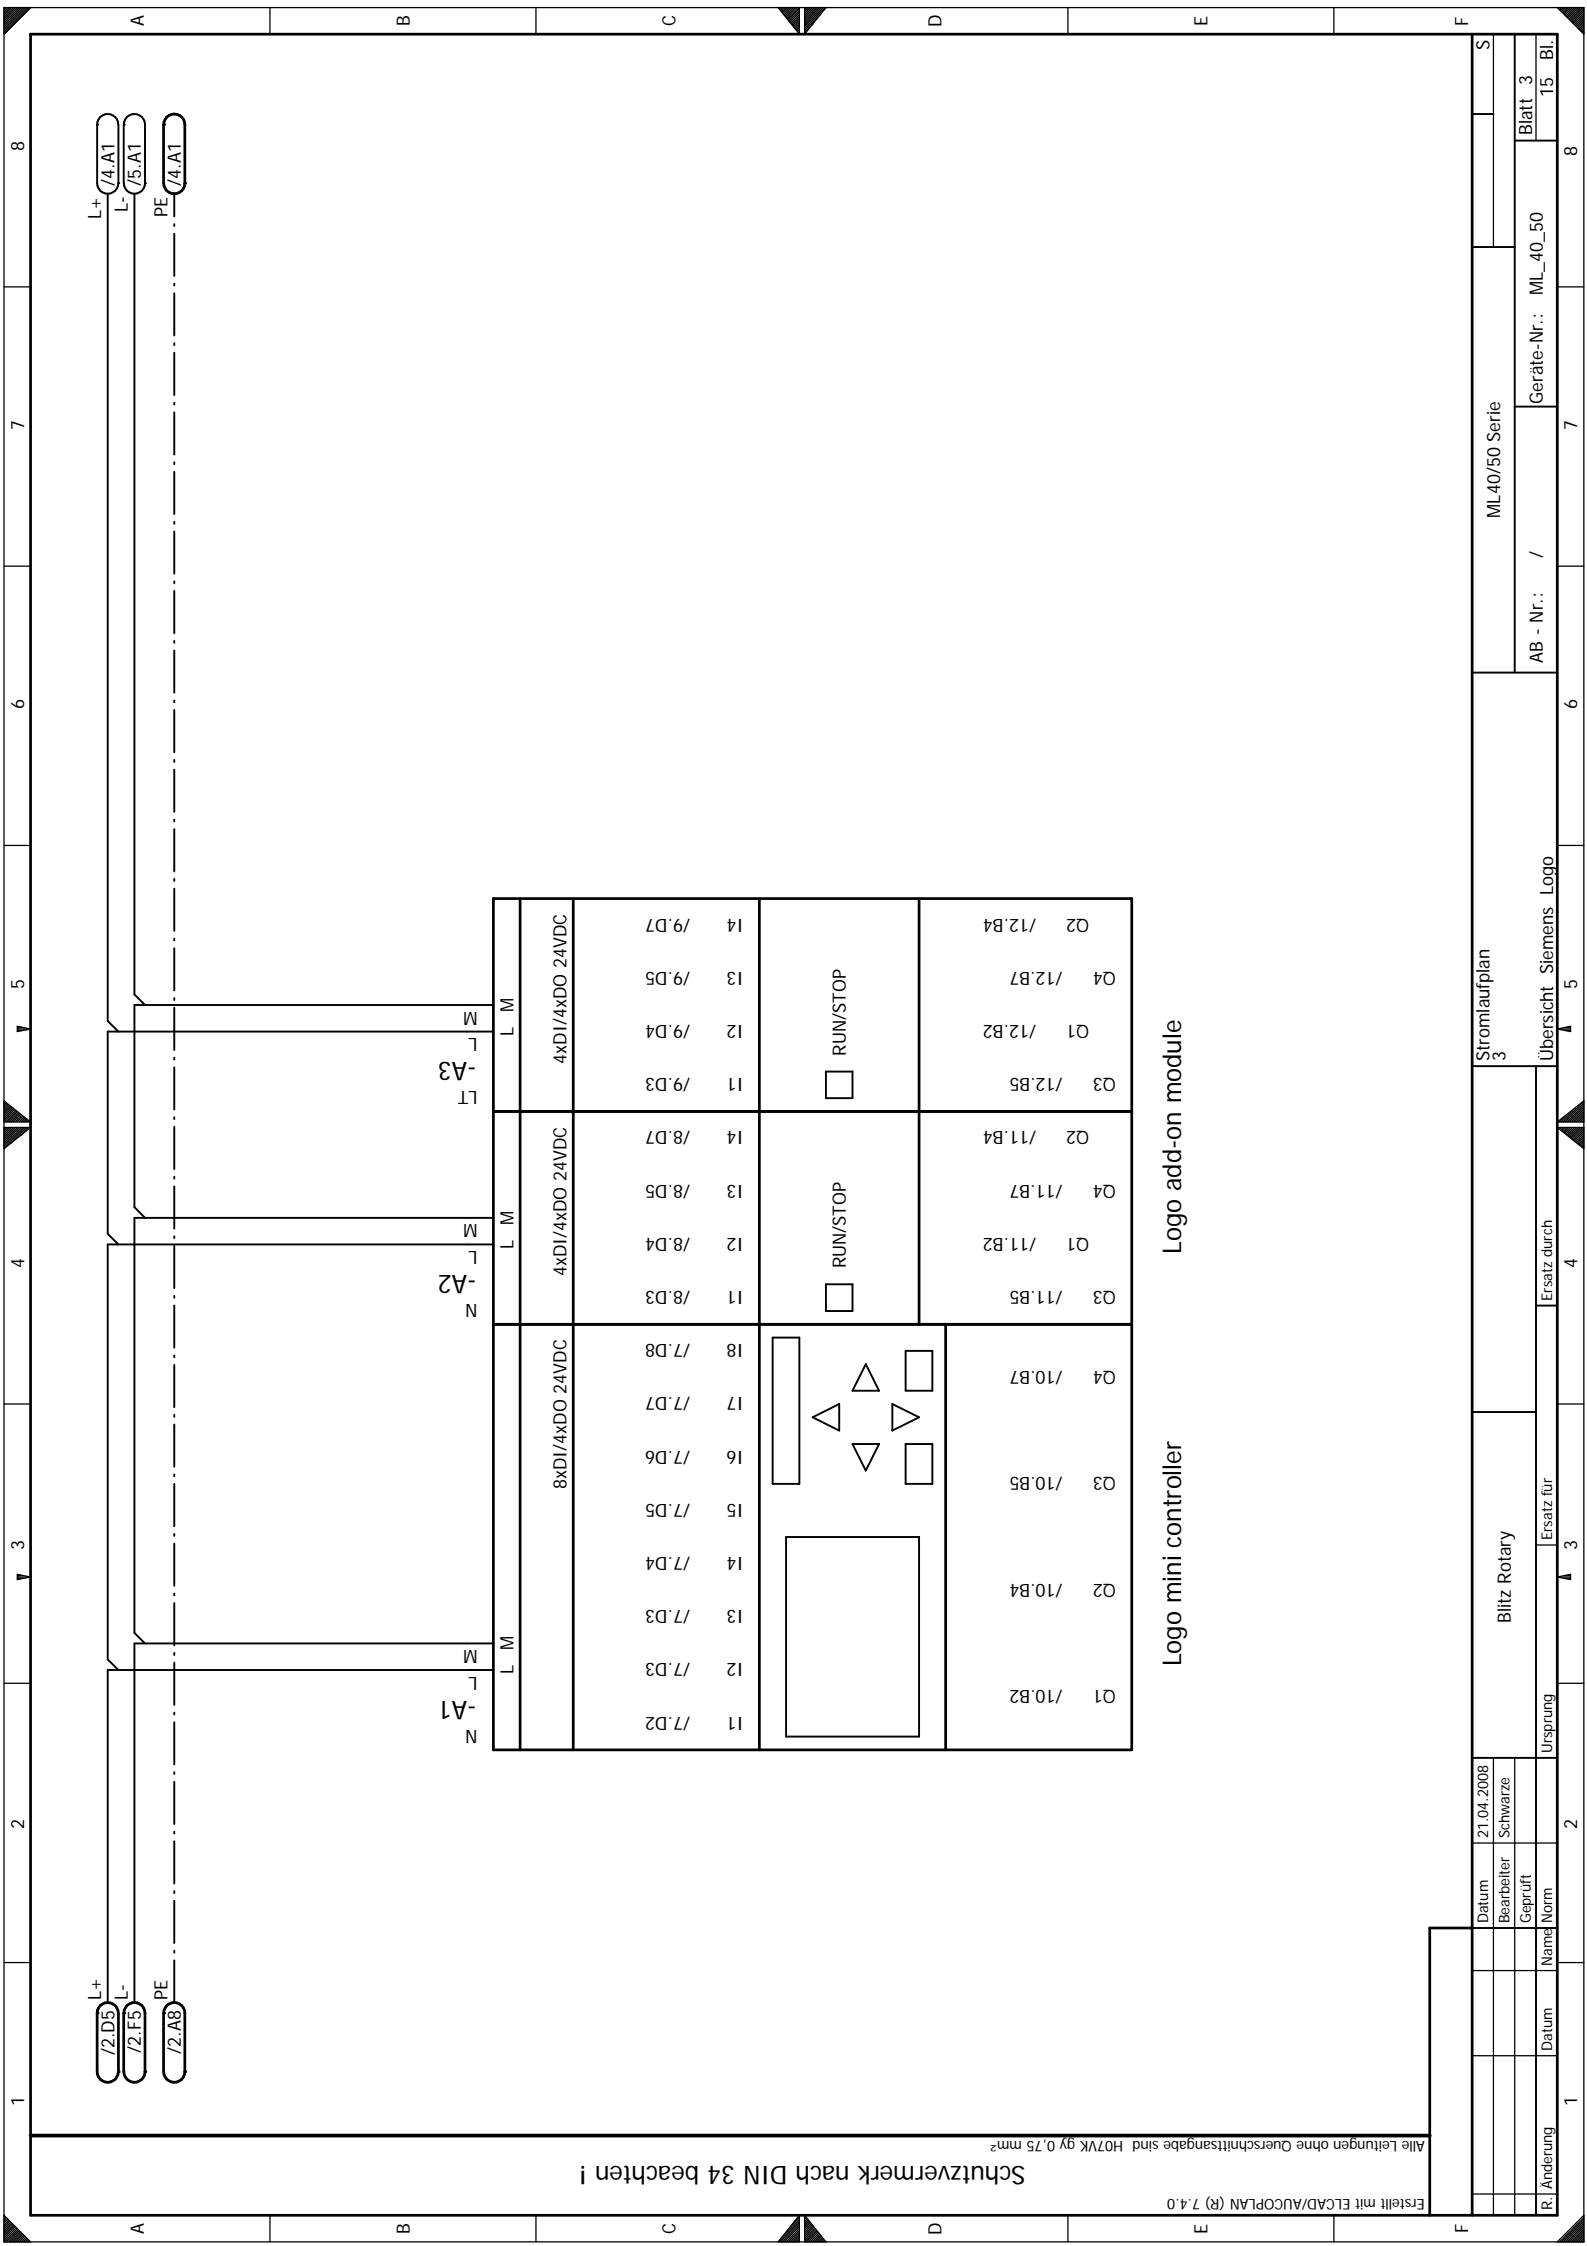 1 2 3 4 5 6 7 8
A
B
C
D
E
F
/2.D5 L+
/2.F5 L-
/2.A8 PE
L+ /4.A1
L- /5.A1
PE /4.A1
N -A1 L M
N -A2 L M
LT -A3 L M
L M
L M
L M
8xDI/4xDO 24VDC
4xDI/4xDO 24VDC
4xDI/4xDO 24VDC
/7.D2 /7.D3 /7.D3 /7.D4 /7.D5 /7.D6 /7.D7 /7.D8
/8.D3 /8.D4 /8.D5 /8.D7
/9.D3 /9.D4 /9.D5 /9.D7
I1 I2 I3 I4 I5 I6 I7 I8
I1 I2 I3 I4
I1 I2 I3 I4
RUN/STOP
RUN/STOP
/10.B2 /10.B4 /10.B5 /10.B7
/11.B5 /11.B2 /11.B7 /11.B4
/12.B5 /12.B2 /12.B7 /12.B4
Q1 Q2 Q3 Q4
Q3 Q1 Q4 Q2
Q3 Q1 Q4 Q2
Logo mini controller
Logo add-on module
Schutzvermerk nach DIN 34 beachten !
Alle Leitungen ohne Querschnittsangabe sind H07VK gy 0,75 mm²
Erstellt mit ELCAD/AUCOPLAN (R) 7.4.0
R. Änderung
Datum
Name
Datum 21.04.2008
Bearbeiter Schwarze
Geprüft
Norm
Blitz Rotary
Ursprung
Ersatz für
Ersatz durch
Stromlaufplan
3
Übersicht Siemens Logo
ML40/50 Serie
AB - Nr.: /
Geräte-Nr.: ML_40_50
S
Blatt 3
15 Bl.
A
B
C
D
E
F
1 2 3 4 5 6 7 8